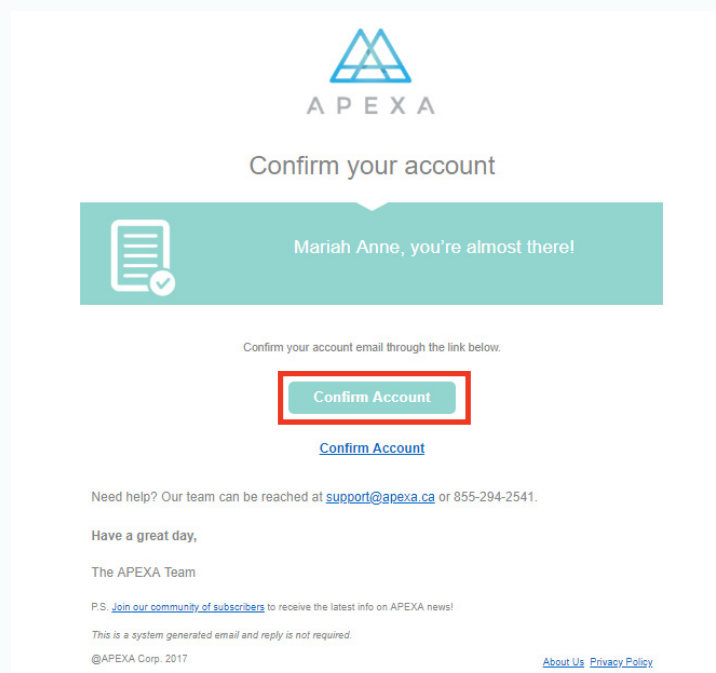 APEXA
Confirm your account
Mariah Anne, you're almost there!
Confirm your account email through the link below.
Confirm Account
Confirm Account
Need help? Our team can be reached at support@apexa.ca or 855-294-2541.
Have a great day,
The APEXA Team
P.S. Join our community of subscribers to receive the latest info on APEXA news!
This is a system generated email and reply is not required.
@APEXA Corp. 2017
About Us Privacy Policy